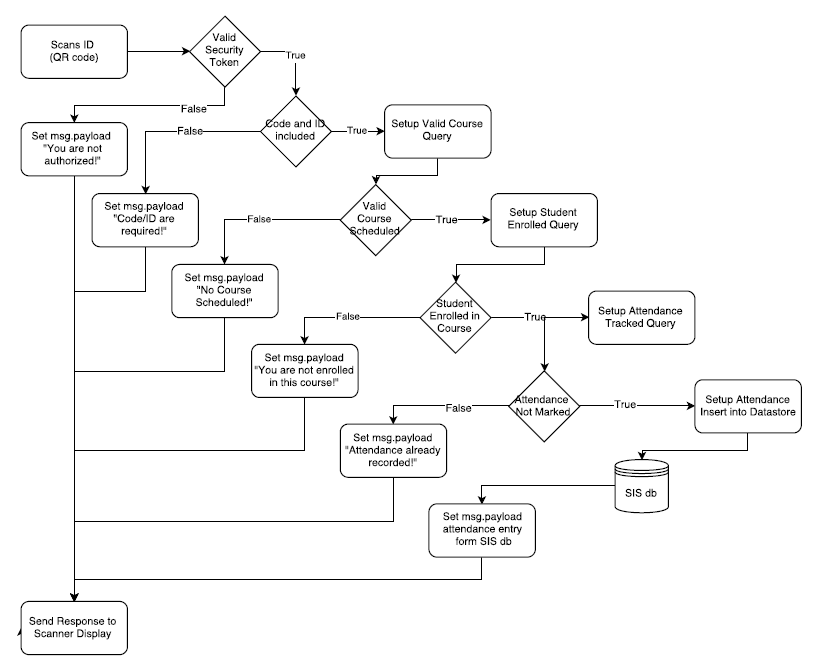 Scans ID
(QR code)
Valid
Security
Token
True
False
Set msg.payload
"You are not
authorized!"
Code and ID
included
False
True
Setup Valid Course
Query
Set msg.payload
"Code/ID are
required!"
Valid
Course
Scheduled
False
True
Setup Student
Enrolled Query
Set msg.payload
"No Course
Scheduled!"
Student
Enrolled in
Course
False
True
Setup Attendance
Tracked Query
Set msg.payload
"You are not enrolled
in this course!"
Attendance
Not Marked
False
True
Setup Attendance
Insert into Datastore
Set msg.payload
"Attendance already
recorded!"
SIS db
Set msg.payload
attendance entry
form SIS db
Send Response to
Scanner Display